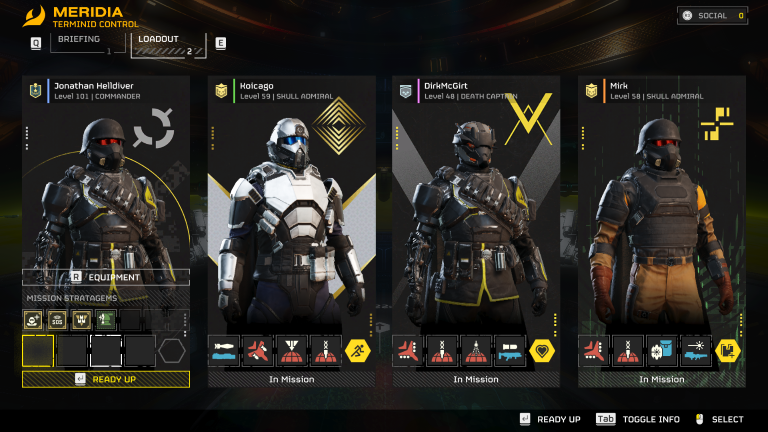 MERIDIA
TERMINID CONTROL
SOCIAL 0
Q BRIEFING LOADOUT E
1 2
Jonathan Helldiver
Level 101 | COMMANDER
Koicago
Level 59 | SKULL ADMIRAL
DirkMcGirt
Level 48 | DEATH CAPTAIN
Mirk
Level 58 | SKULL ADMIRAL
R / EQUIPMENT
MISSION STRATAGEMS
SOS
READY UP
In Mission
In Mission
In Mission
READY UP Tab TOGGLE INFO SELECT